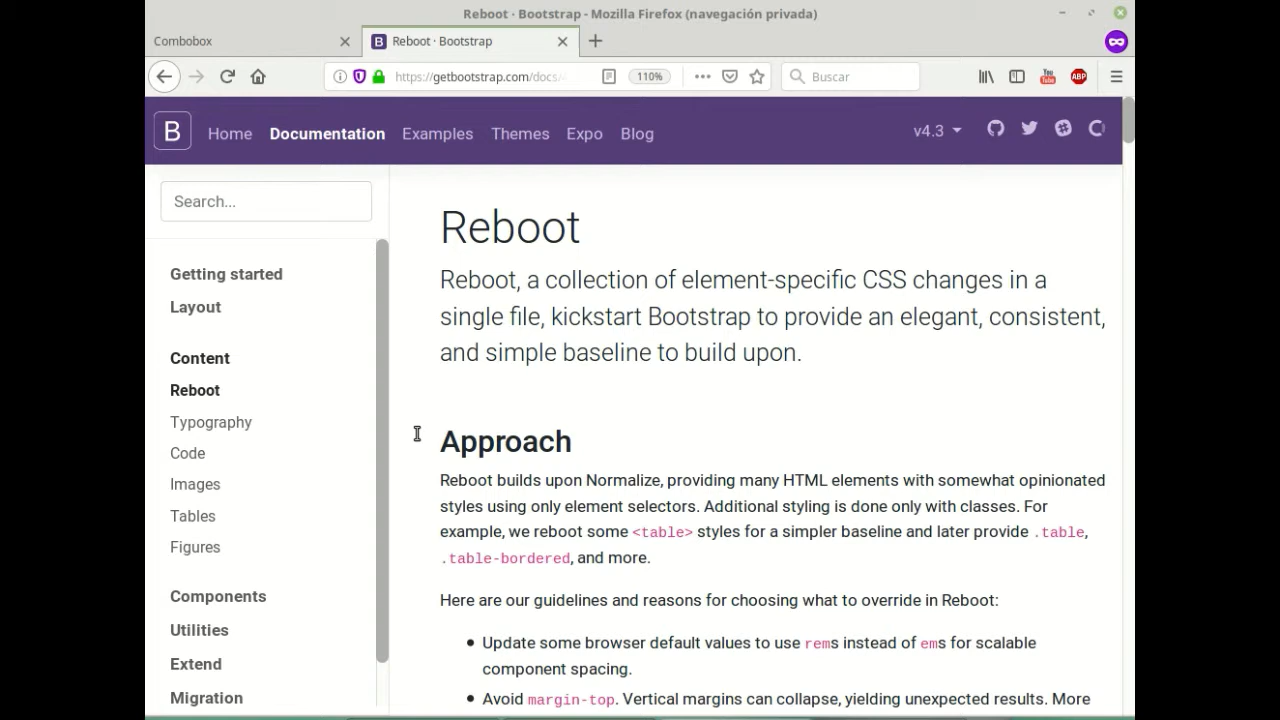 Reboot · Bootstrap - Mozilla Firefox (navegación privada)
Combobox
B Reboot · Bootstrap
https://getbootstrap.com/docs/
110%
Buscar
You Tube
ABP
B Home Documentation Examples Themes Expo Blog v4.3
Search...
Getting started
Layout
Content
Reboot
Typography
Code
Images
Tables
Figures
Components
Utilities
Extend
Migration
Reboot
Reboot, a collection of element-specific CSS changes in a
single file, kickstart Bootstrap to provide an elegant, consistent,
and simple baseline to build upon.
Approach
Reboot builds upon Normalize, providing many HTML elements with somewhat opinionated
styles using only element selectors. Additional styling is done only with classes. For
example, we reboot some <table> styles for a simpler baseline and later provide .table,
.table-bordered, and more.
Here are our guidelines and reasons for choosing what to override in Reboot:
• Update some browser default values to use rems instead of ems for scalable
component spacing.
• Avoid margin-top. Vertical margins can collapse, yielding unexpected results. More